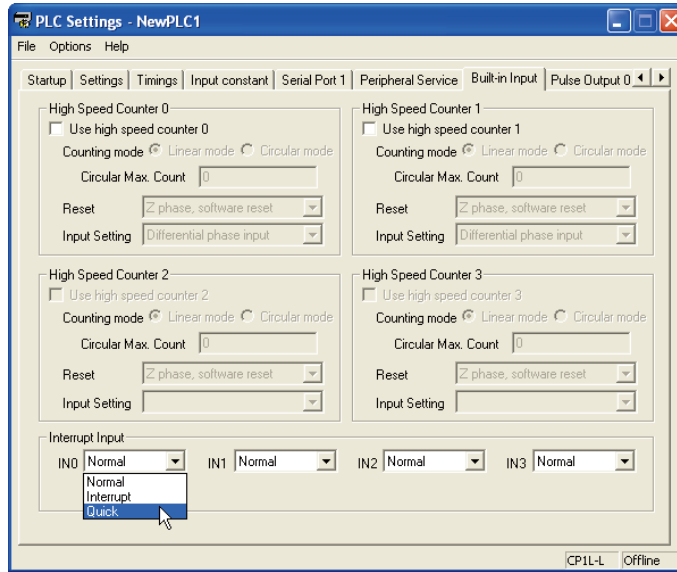 PLC Settings - NewPLC1
File Options Help
Startup Settings Timings Input constant Serial Port 1 Peripheral Service Built-in Input Pulse Output 0
High Speed Counter 0
Use high speed counter 0
Counting mode Linear mode Circular mode
Circular Max. Count 0
Reset Z phase, software reset
Input Setting Differential phase input
High Speed Counter 1
Use high speed counter 1
Counting mode Linear mode Circular mode
Circular Max. Count 0
Reset Z phase, software reset
Input Setting Differential phase input
High Speed Counter 2
Use high speed counter 2
Counting mode Linear mode Circular mode
Circular Max. Count 0
Reset Z phase, software reset
Input Setting
High Speed Counter 3
Use high speed counter 3
Counting mode Linear mode Circular mode
Circular Max. Count 0
Reset Z phase, software reset
Input Setting
Interrupt Input
IN0 Normal IN1 Normal IN2 Normal IN3 Normal
Normal
Interrupt
Quick
CP1L-L Offline